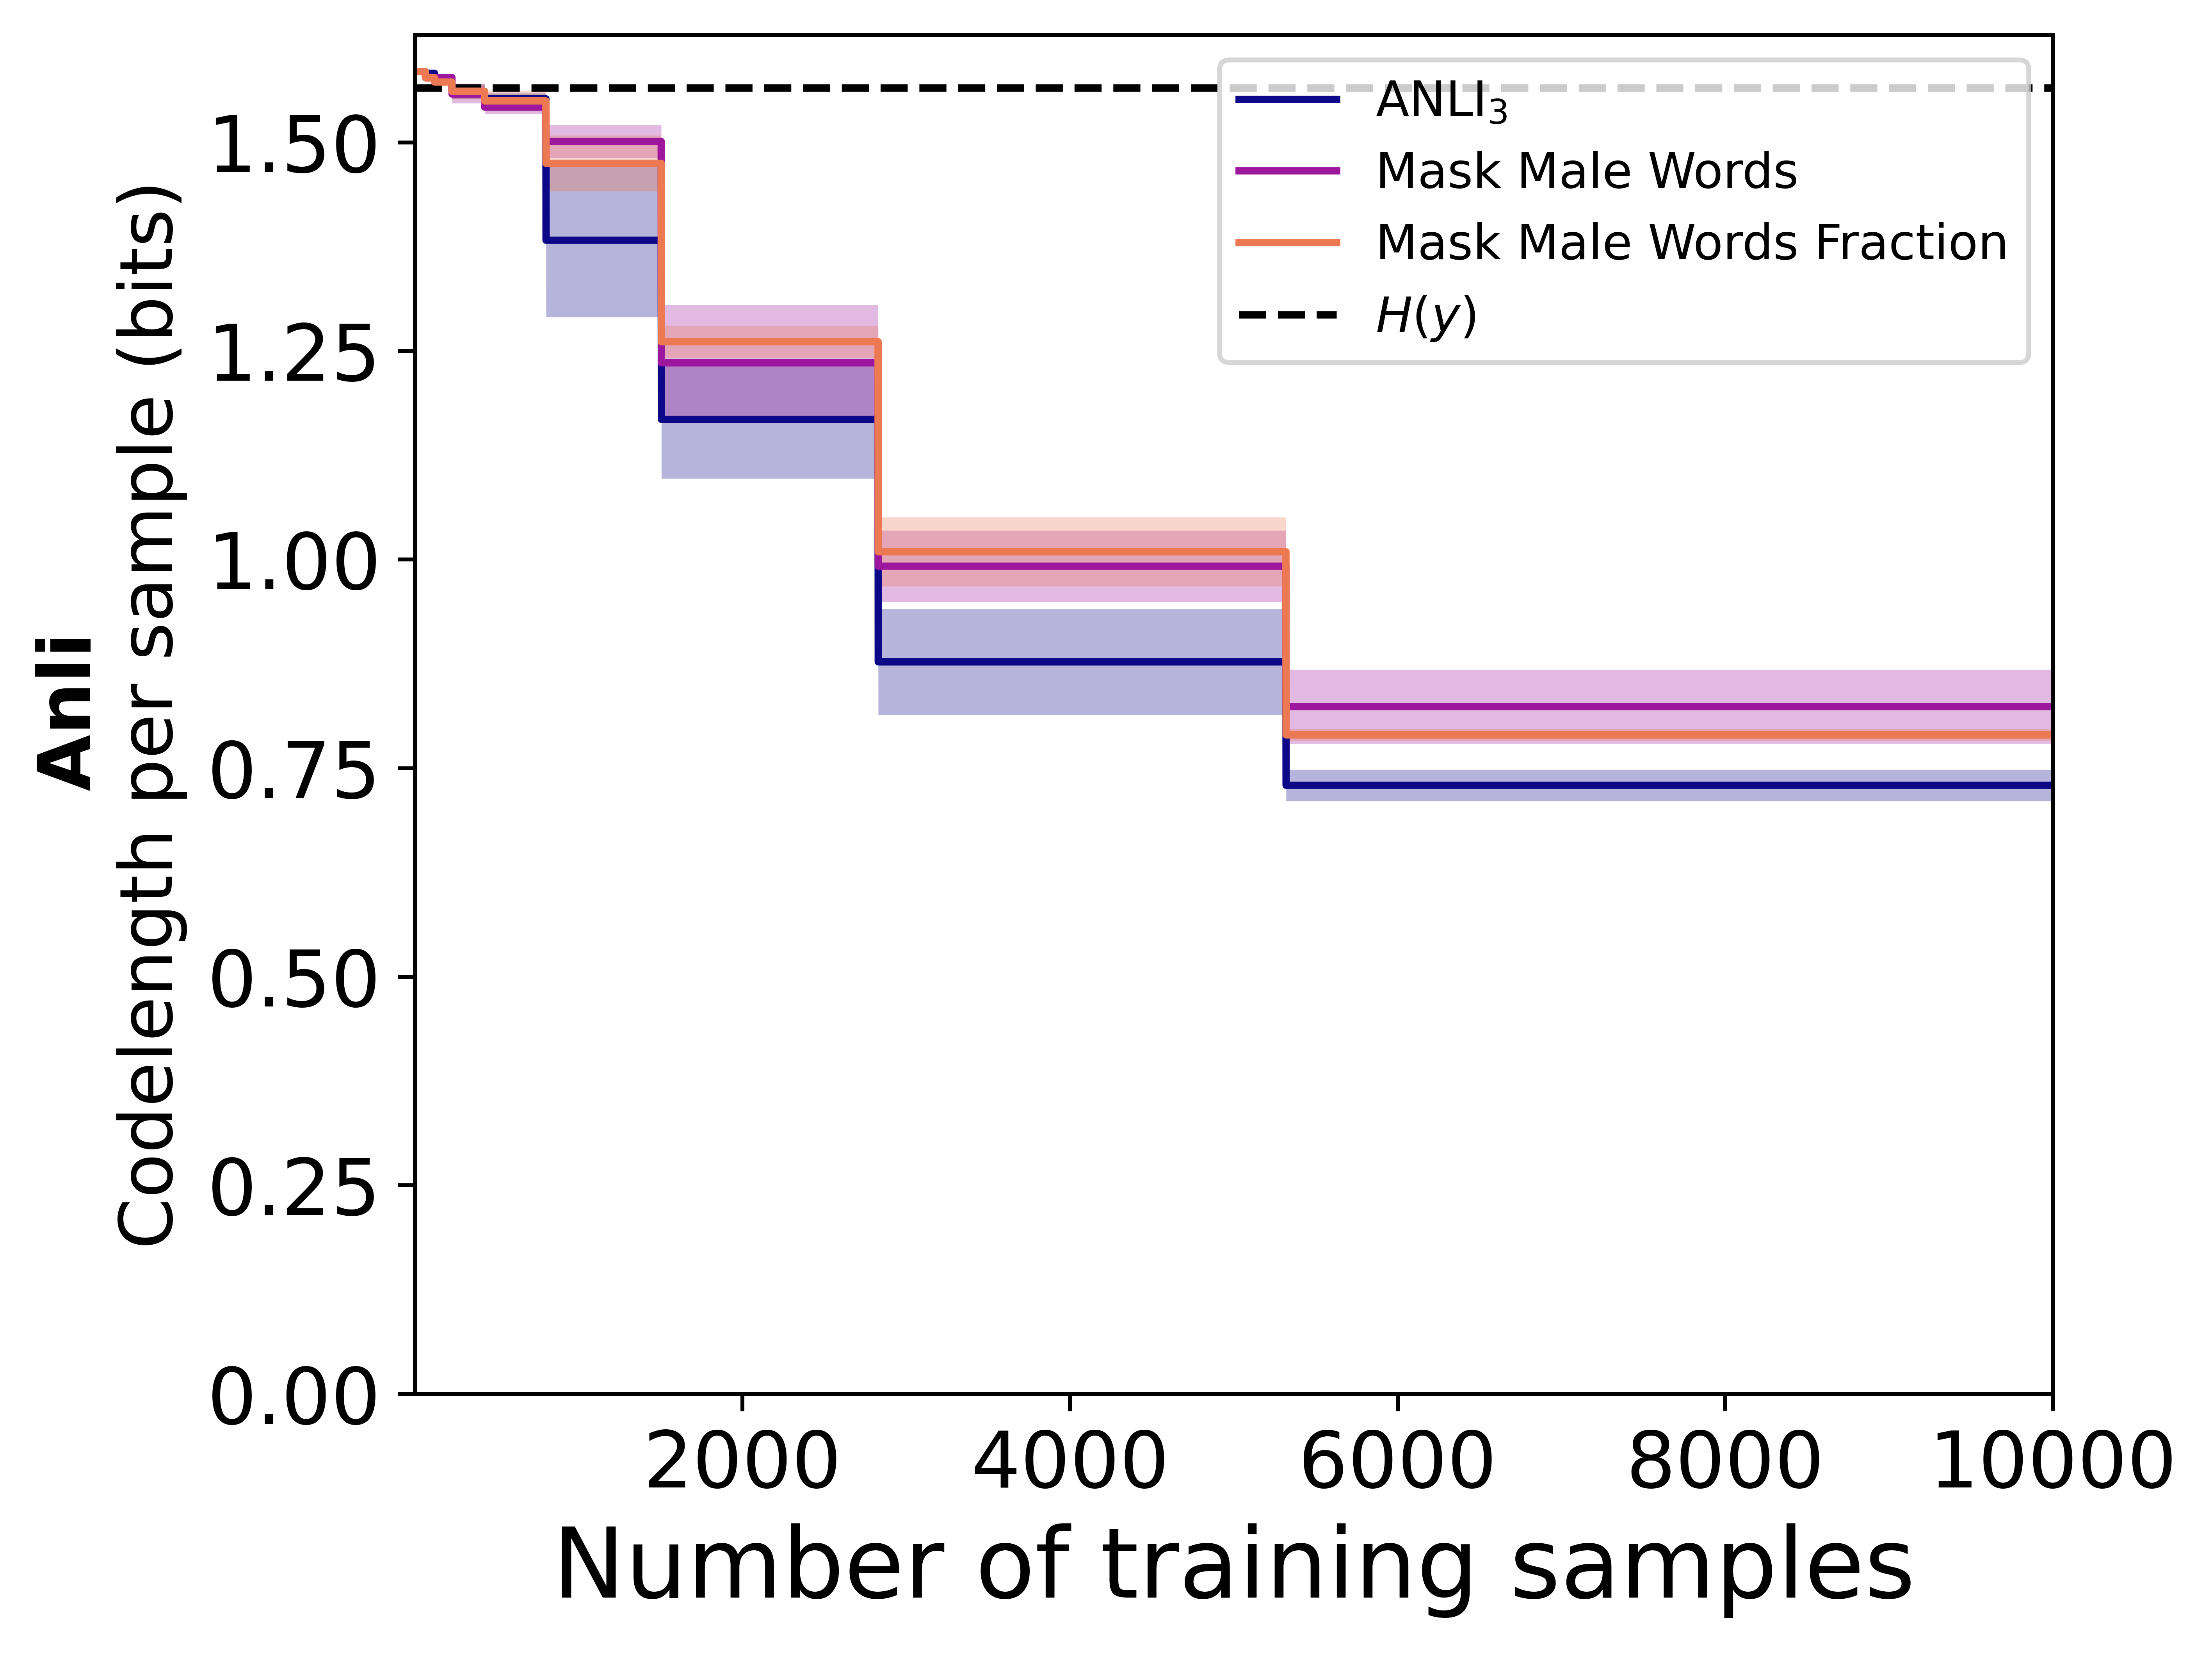 Anli
Codelength per sample (bits)
1.50
1.25
1.00
0.75
0.50
0.25
0.00
ANLI₃
Mask Male Words
Mask Male Words Fraction
H(y)
2000 4000 6000 8000 10000
Number of training samples